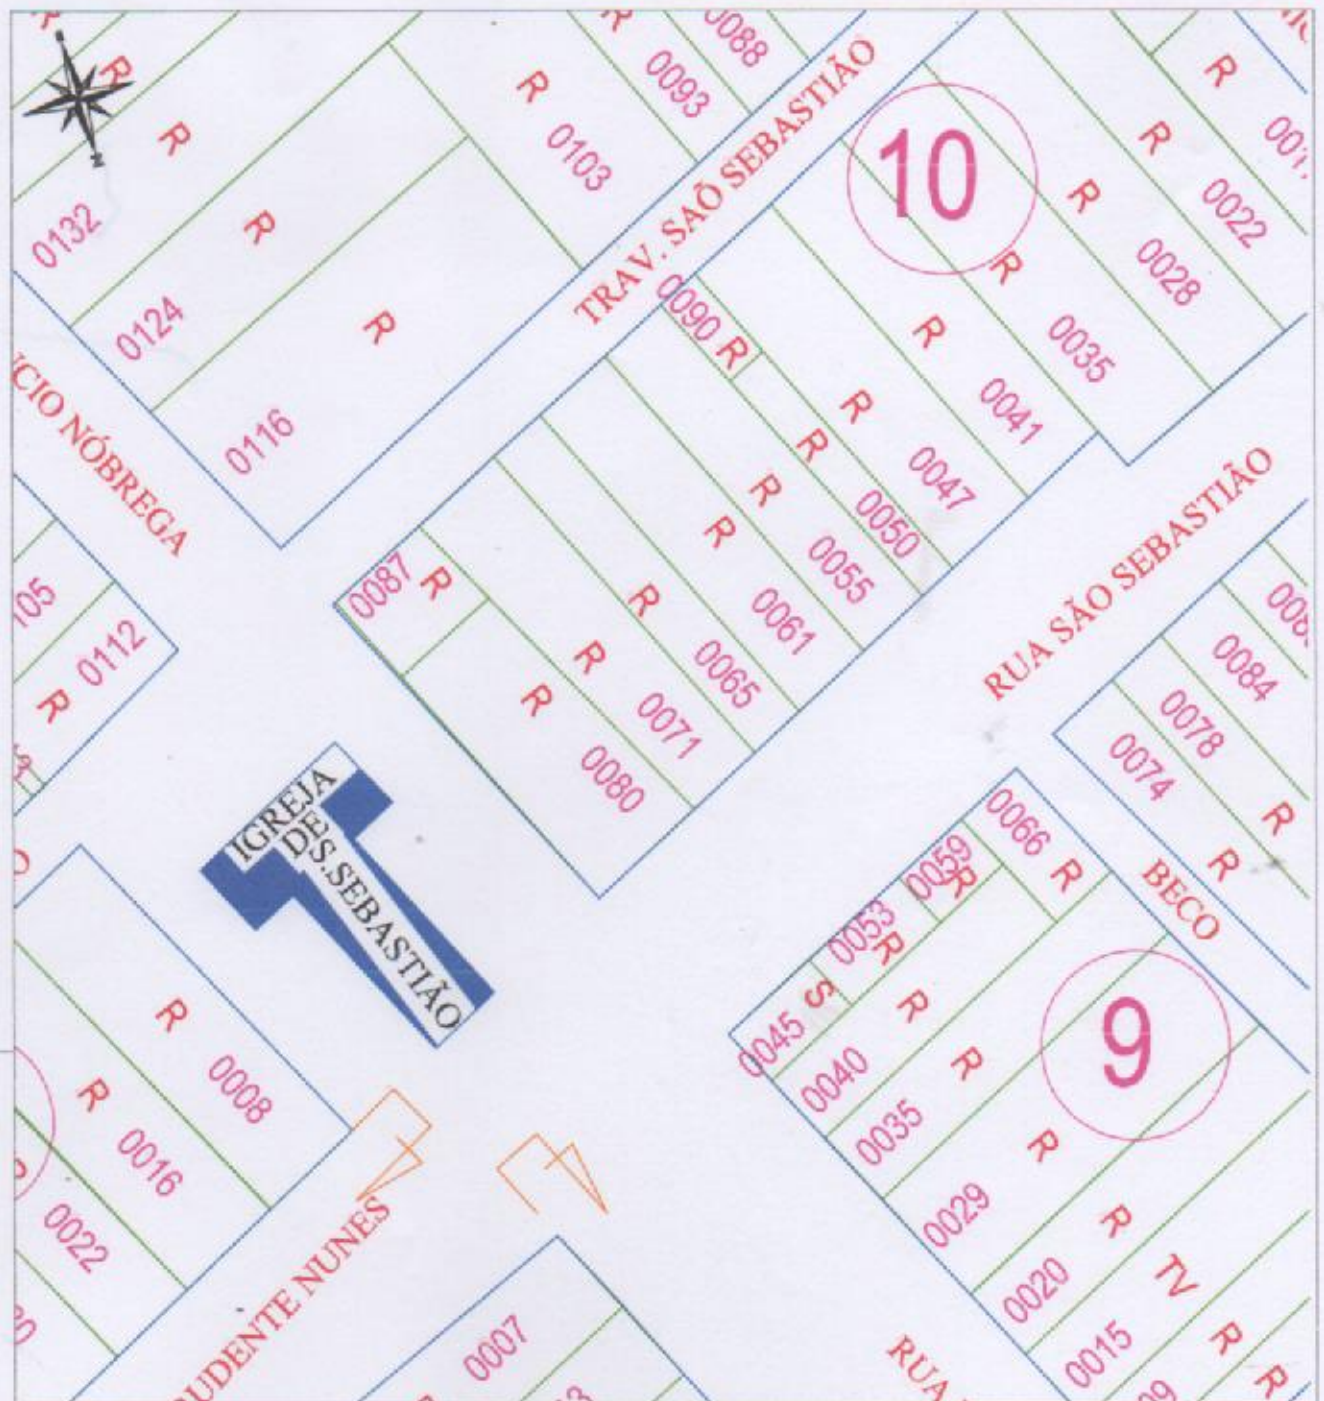 R
R
0088
0093
R
0103
R
R
0132
R
0124
R
0116
TRAV. SAÕ SEBASTIÃO
10
R
R
0022
R
0028
R
0035
R
0041
0090 R
R
0047
R
0050
R
0055
R
0061
R
0065
R
0071
R
0080
0087 R
NÓBREGA
0112
R
RUA SÃO SEBASTIÃO
0084
0078
R
0074
R
BECO
0066 R
0059
R
0053
R
0045 S
0040 R
0035 R
9
0029 R
0020 R
0015 TV
R
R
IGREJA
DE
S.SEBASTIÃO
R
0008
R
0016
0022
N
NUNES
0007
RUA